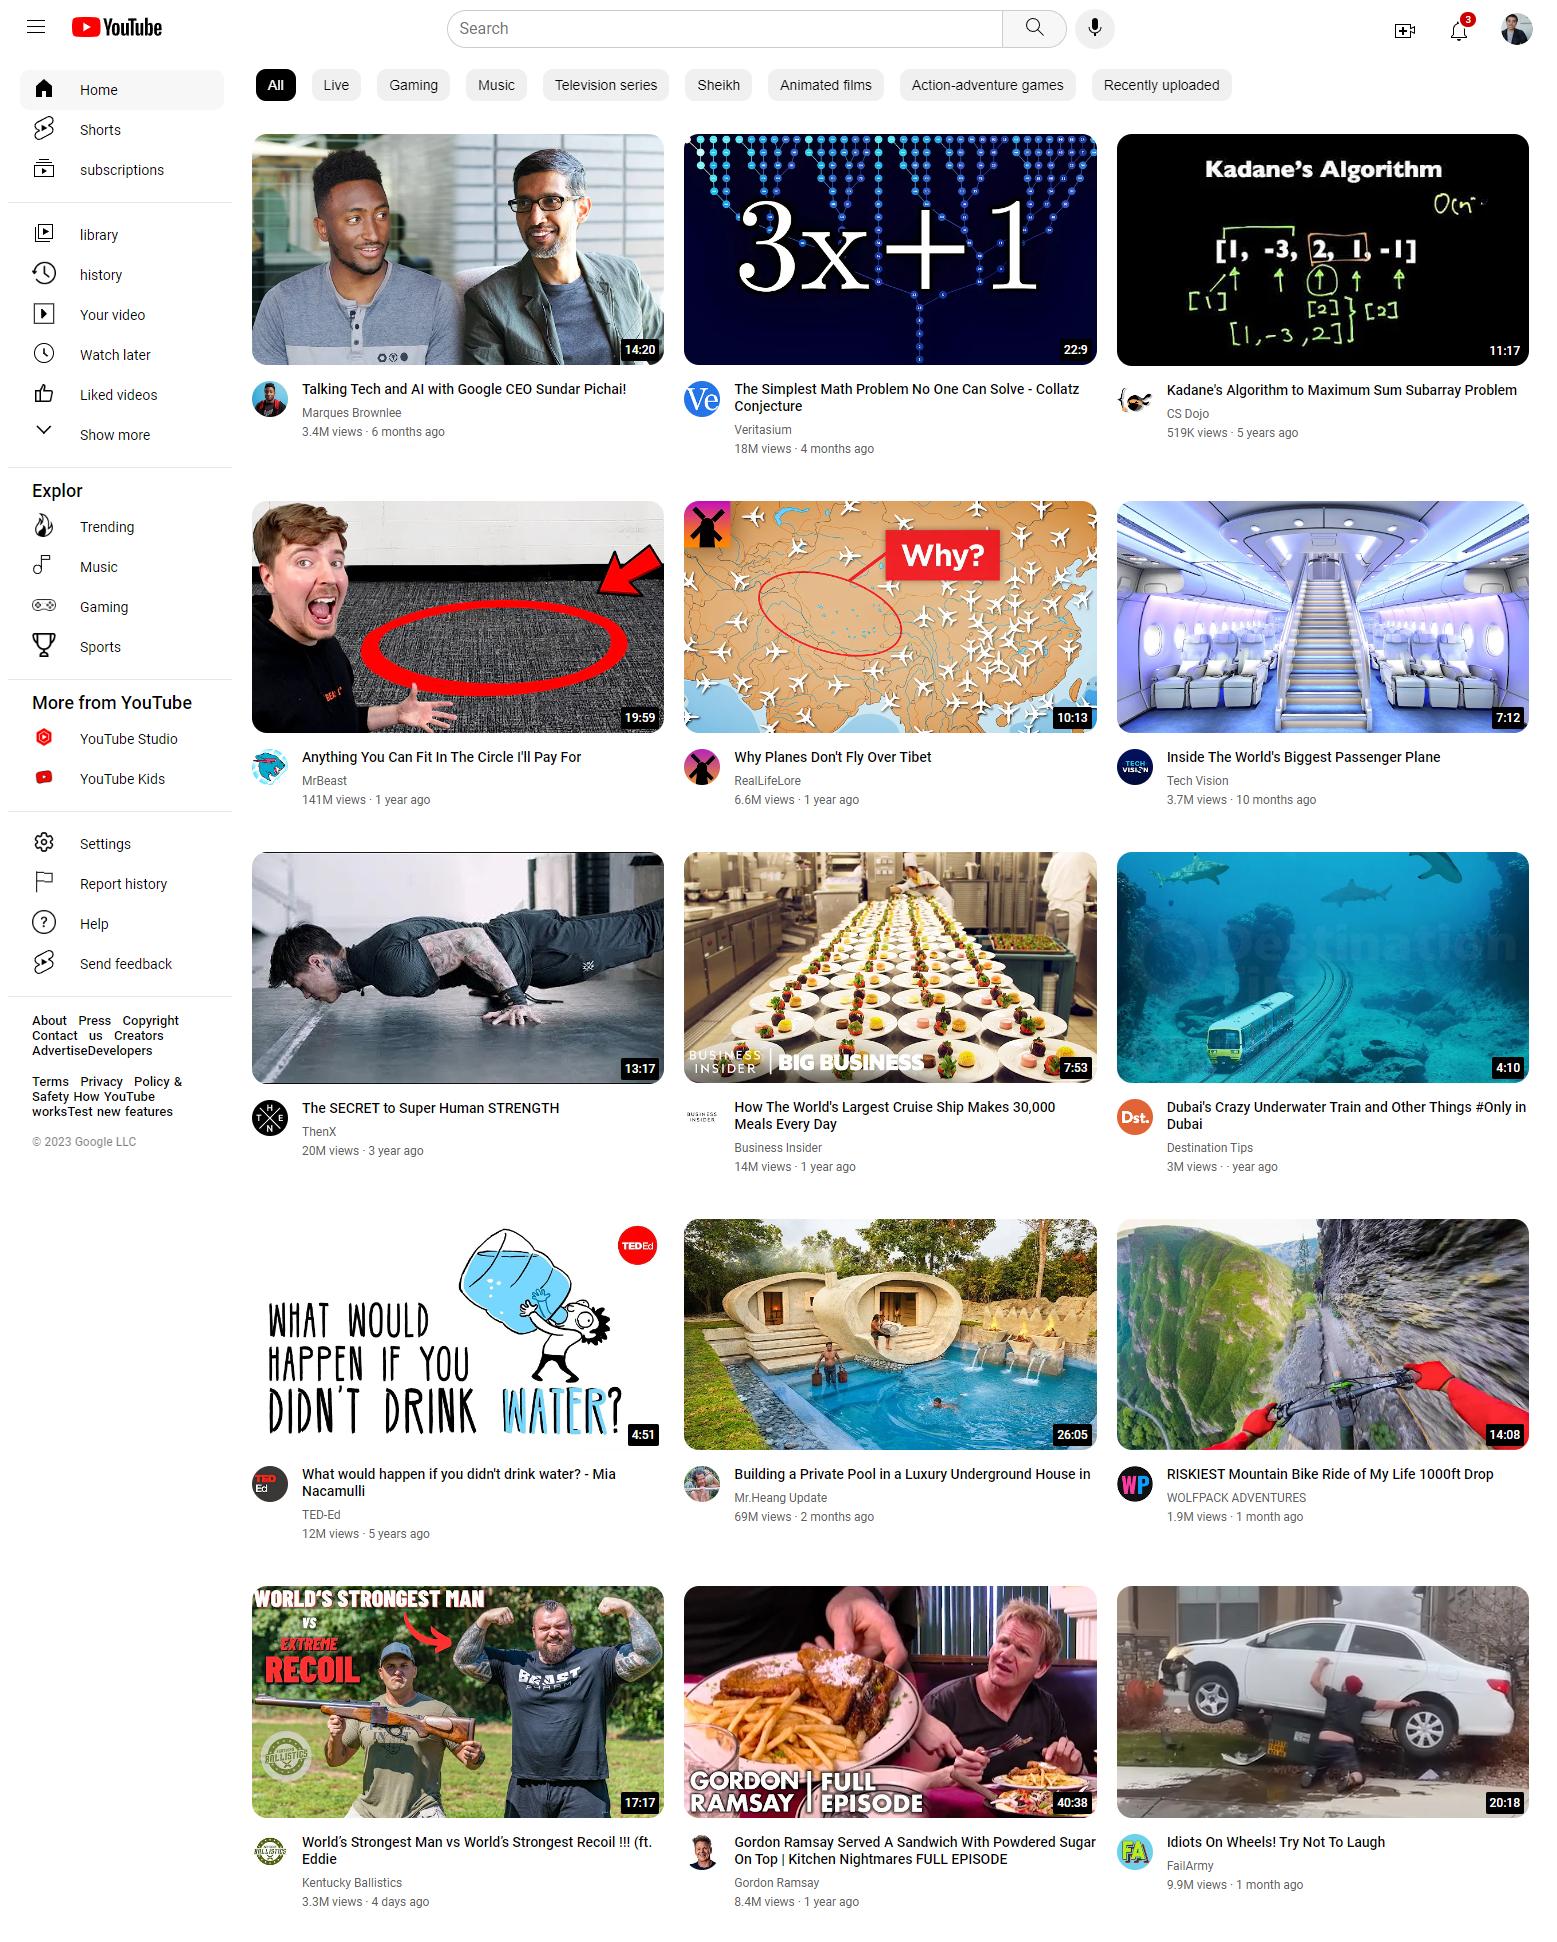 YouTube
Search
3
Home
Shorts
subscriptions
library
history
Your video
Watch later
Liked videos
Show more
Explor
Trending
Music
Gaming
Sports
More from YouTube
YouTube Studio
YouTube Kids
Settings
Report history
Help
Send feedback
About Press Copyright
Contact us Creators
AdvertiseDevelopers
Terms Privacy Policy &
Safety How YouTube
worksTest new features
© 2023 Google LLC
All Live Gaming Music Television series Sheikh Animated films Action-adventure games Recently uploaded
14:20
Talking Tech and AI with Google CEO Sundar Pichai!
Marques Brownlee
3.4M views · 6 months ago
3x+1
22:9
Ve
The Simplest Math Problem No One Can Solve - Collatz
Conjecture
Veritasium
18M views · 4 months ago
Kadane's Algorithm
[1, -3, 2, 1, -1]
[1]
[2]
[2]
[1,-3,2]
11:17
Kadane's Algorithm to Maximum Sum Subarray Problem
CS Dojo
519K views · 5 years ago
19:59
Anything You Can Fit In The Circle I'll Pay For
MrBeast
141M views · 1 year ago
Why?
10:13
Why Planes Don't Fly Over Tibet
RealLifeLore
6.6M views · 1 year ago
7:12
TECH
VISION
Inside The World's Biggest Passenger Plane
Tech Vision
3.7M views · 10 months ago
13:17
THEN
The SECRET to Super Human STRENGTH
ThenX
20M views · 3 year ago
BUSINESS
INSIDER
BIG BUSINESS
7:53
BUSINESS
INSIDER
How The World's Largest Cruise Ship Makes 30,000
Meals Every Day
Business Insider
14M views · 1 year ago
4:10
Dst.
Dubai's Crazy Underwater Train and Other Things #Only in
Dubai
Destination Tips
3M views · · year ago
TEDEd
WHAT WOULD
HAPPEN IF YOU
DIDN'T DRINK WATER?
4:51
TED
Ed
What would happen if you didn't drink water? - Mia
Nacamulli
TED-Ed
12M views · 5 years ago
26:05
Building a Private Pool in a Luxury Underground House in
Mr.Heang Update
69M views · 2 months ago
14:08
WP
RISKIEST Mountain Bike Ride of My Life 1000ft Drop
WOLFPACK ADVENTURES
1.9M views · 1 month ago
WORLD'S STRONGEST MAN
VS
EXTREME
RECOIL
BEAST
PHARM
BALLISTICS
17:17
BALLISTICS
World's Strongest Man vs World's Strongest Recoil !!! (ft.
Eddie
Kentucky Ballistics
3.3M views · 4 days ago
GORDON
RAMSAY
FULL
EPISODE
40:38
Gordon Ramsay Served A Sandwich With Powdered Sugar
On Top | Kitchen Nightmares FULL EPISODE
Gordon Ramsay
8.4M views · 1 year ago
20:18
FA
Idiots On Wheels! Try Not To Laugh
FailArmy
9.9M views · 1 month ago